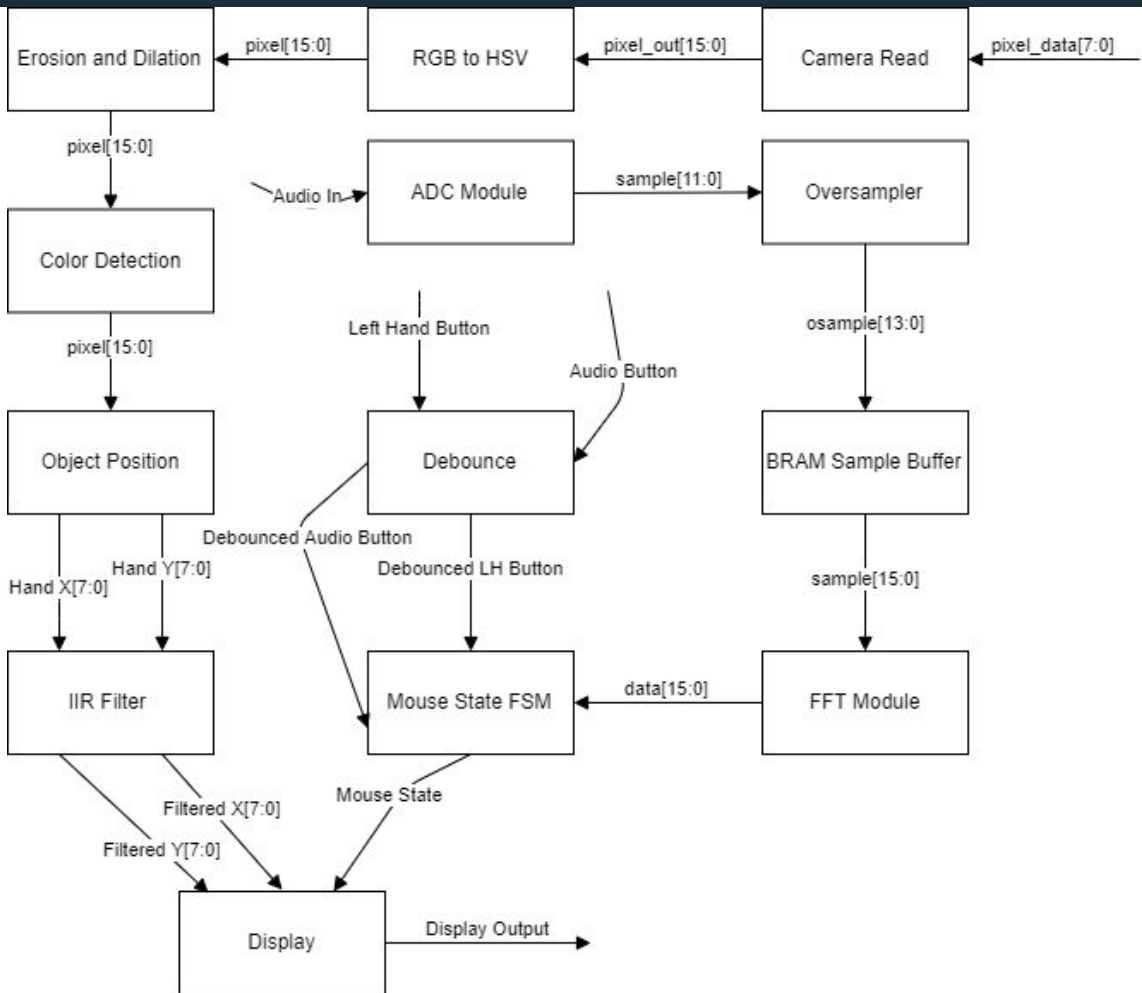 Erosion and Dilation
pixel[15:0]
RGB to HSV
pixel_out[15:0]
Camera Read
pixel_data[7:0]
pixel[15:0]
Audio In
ADC Module
sample[11:0]
Oversampler
Color Detection
Left Hand Button
osample[13:0]
pixel[15:0]
Audio Button
Object Position
Debounce
BRAM Sample Buffer
Debounced Audio Button
Hand Y[7:0]
Debounced LH Button
Hand X[7:0]
sample[15:0]
IIR Filter
Mouse State FSM
data[15:0]
FFT Module
Mouse State
Filtered X[7:0]
Filtered Y[7:0]
Display
Display Output